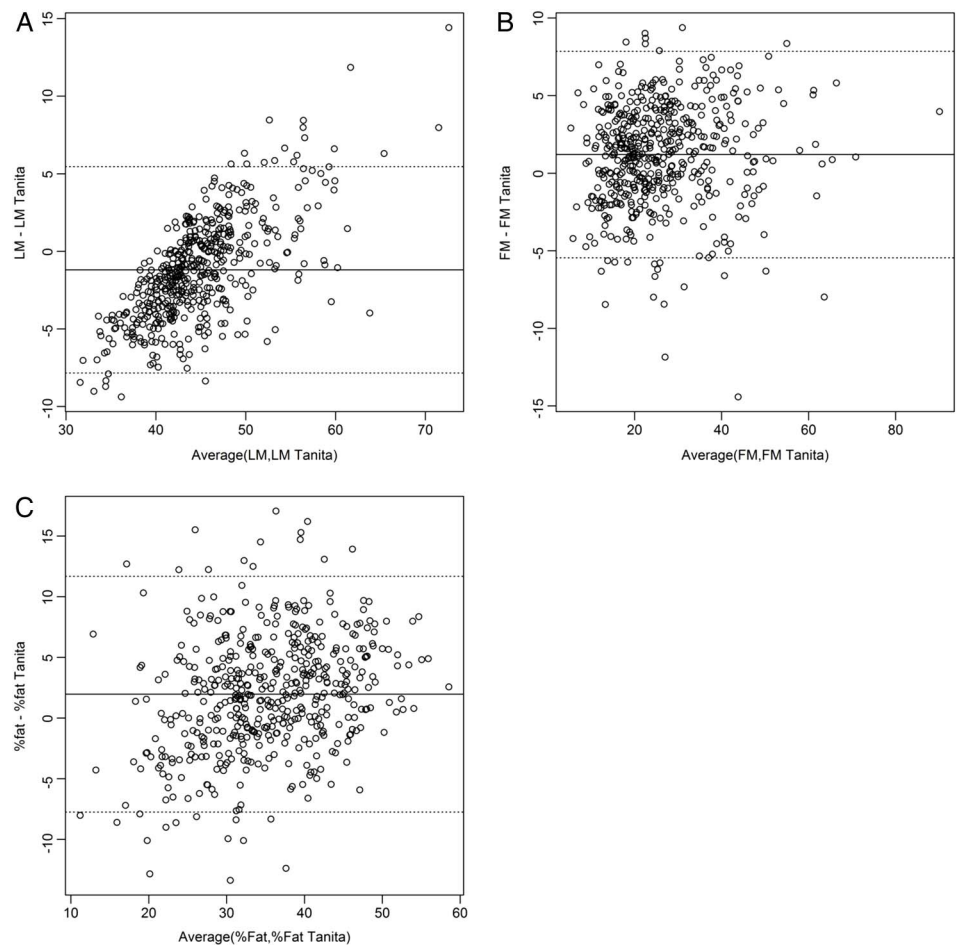 A
15
10
5
0
-5
-10
LM - LM Tanita
30 40 50 60 70
Average(LM,LM Tanita)
B
10
5
0
-5
-10
-15
FM - FM Tanita
20 40 60 80
Average(FM,FM Tanita)
C
15
10
5
0
-5
-10
%fat - %fat Tanita
10 20 30 40 50 60
Average(%Fat,%Fat Tanita)